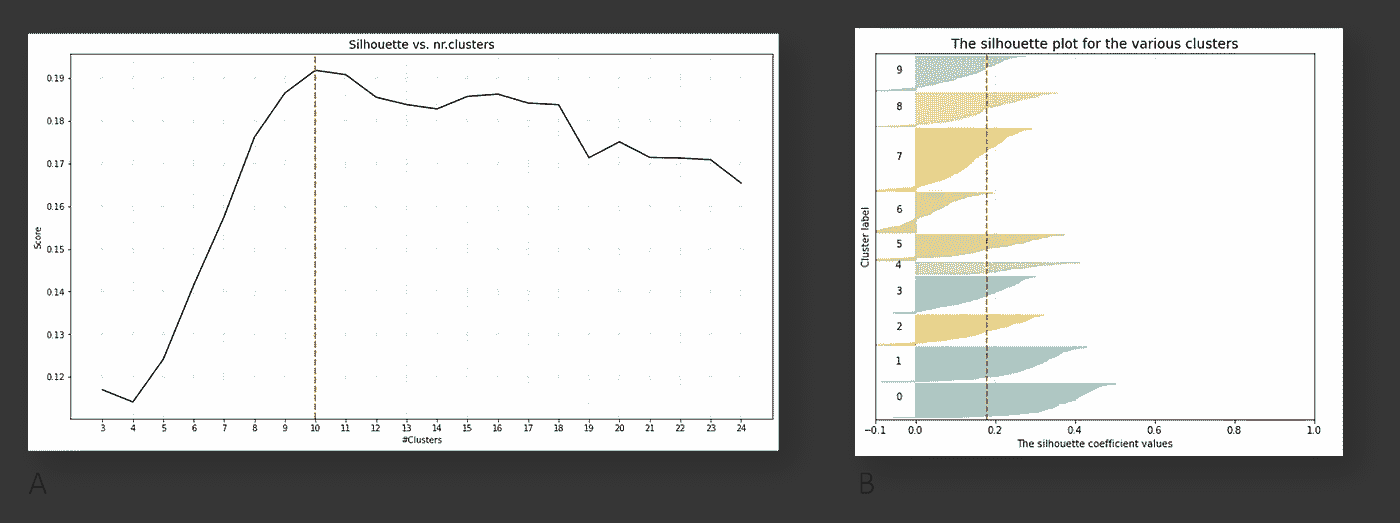 Silhouette vs. nr.clusters
0.19
0.18
0.17
0.16
0.15
0.14
0.13
0.12
Score
3 4 5 6 7 8 9 10 11 12 13 14 15 16 17 18 19 20 21 22 23 24
#Clusters
A
The silhouette plot for the various clusters
9
8
7
6
5
4
3
2
1
0
Cluster label
−0.1 0.0 0.2 0.4 0.6 0.8 1.0
The silhouette coefficient values
B